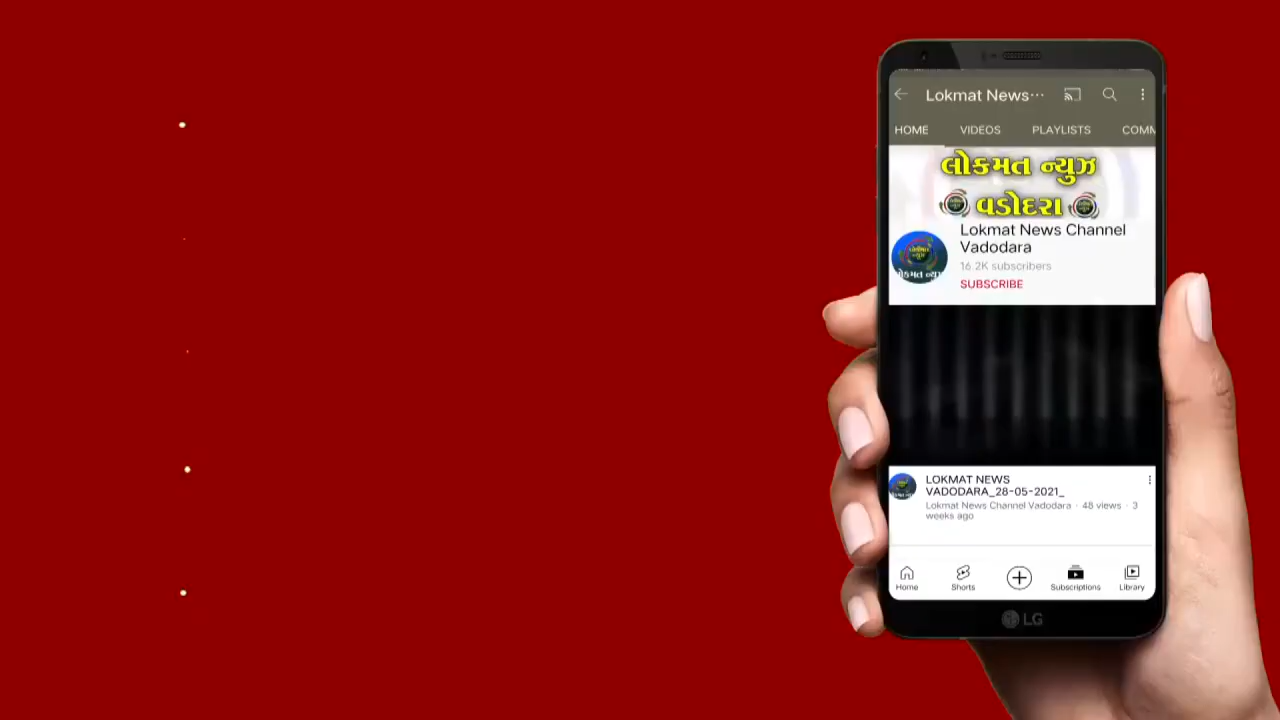 Lokmat News...
HOME VIDEOS PLAYLISTS COMM
લોકમત ન્યુઝ
વડોદરા
Lokmat News Channel
Vadodara
16.2K subscribers
SUBSCRIBE
LOKMAT NEWS
VADODARA_28-05-2021_
Lokmat News Channel Vadodara · 48 views · 3
weeks ago
Home Shorts Subscriptions Library
LG